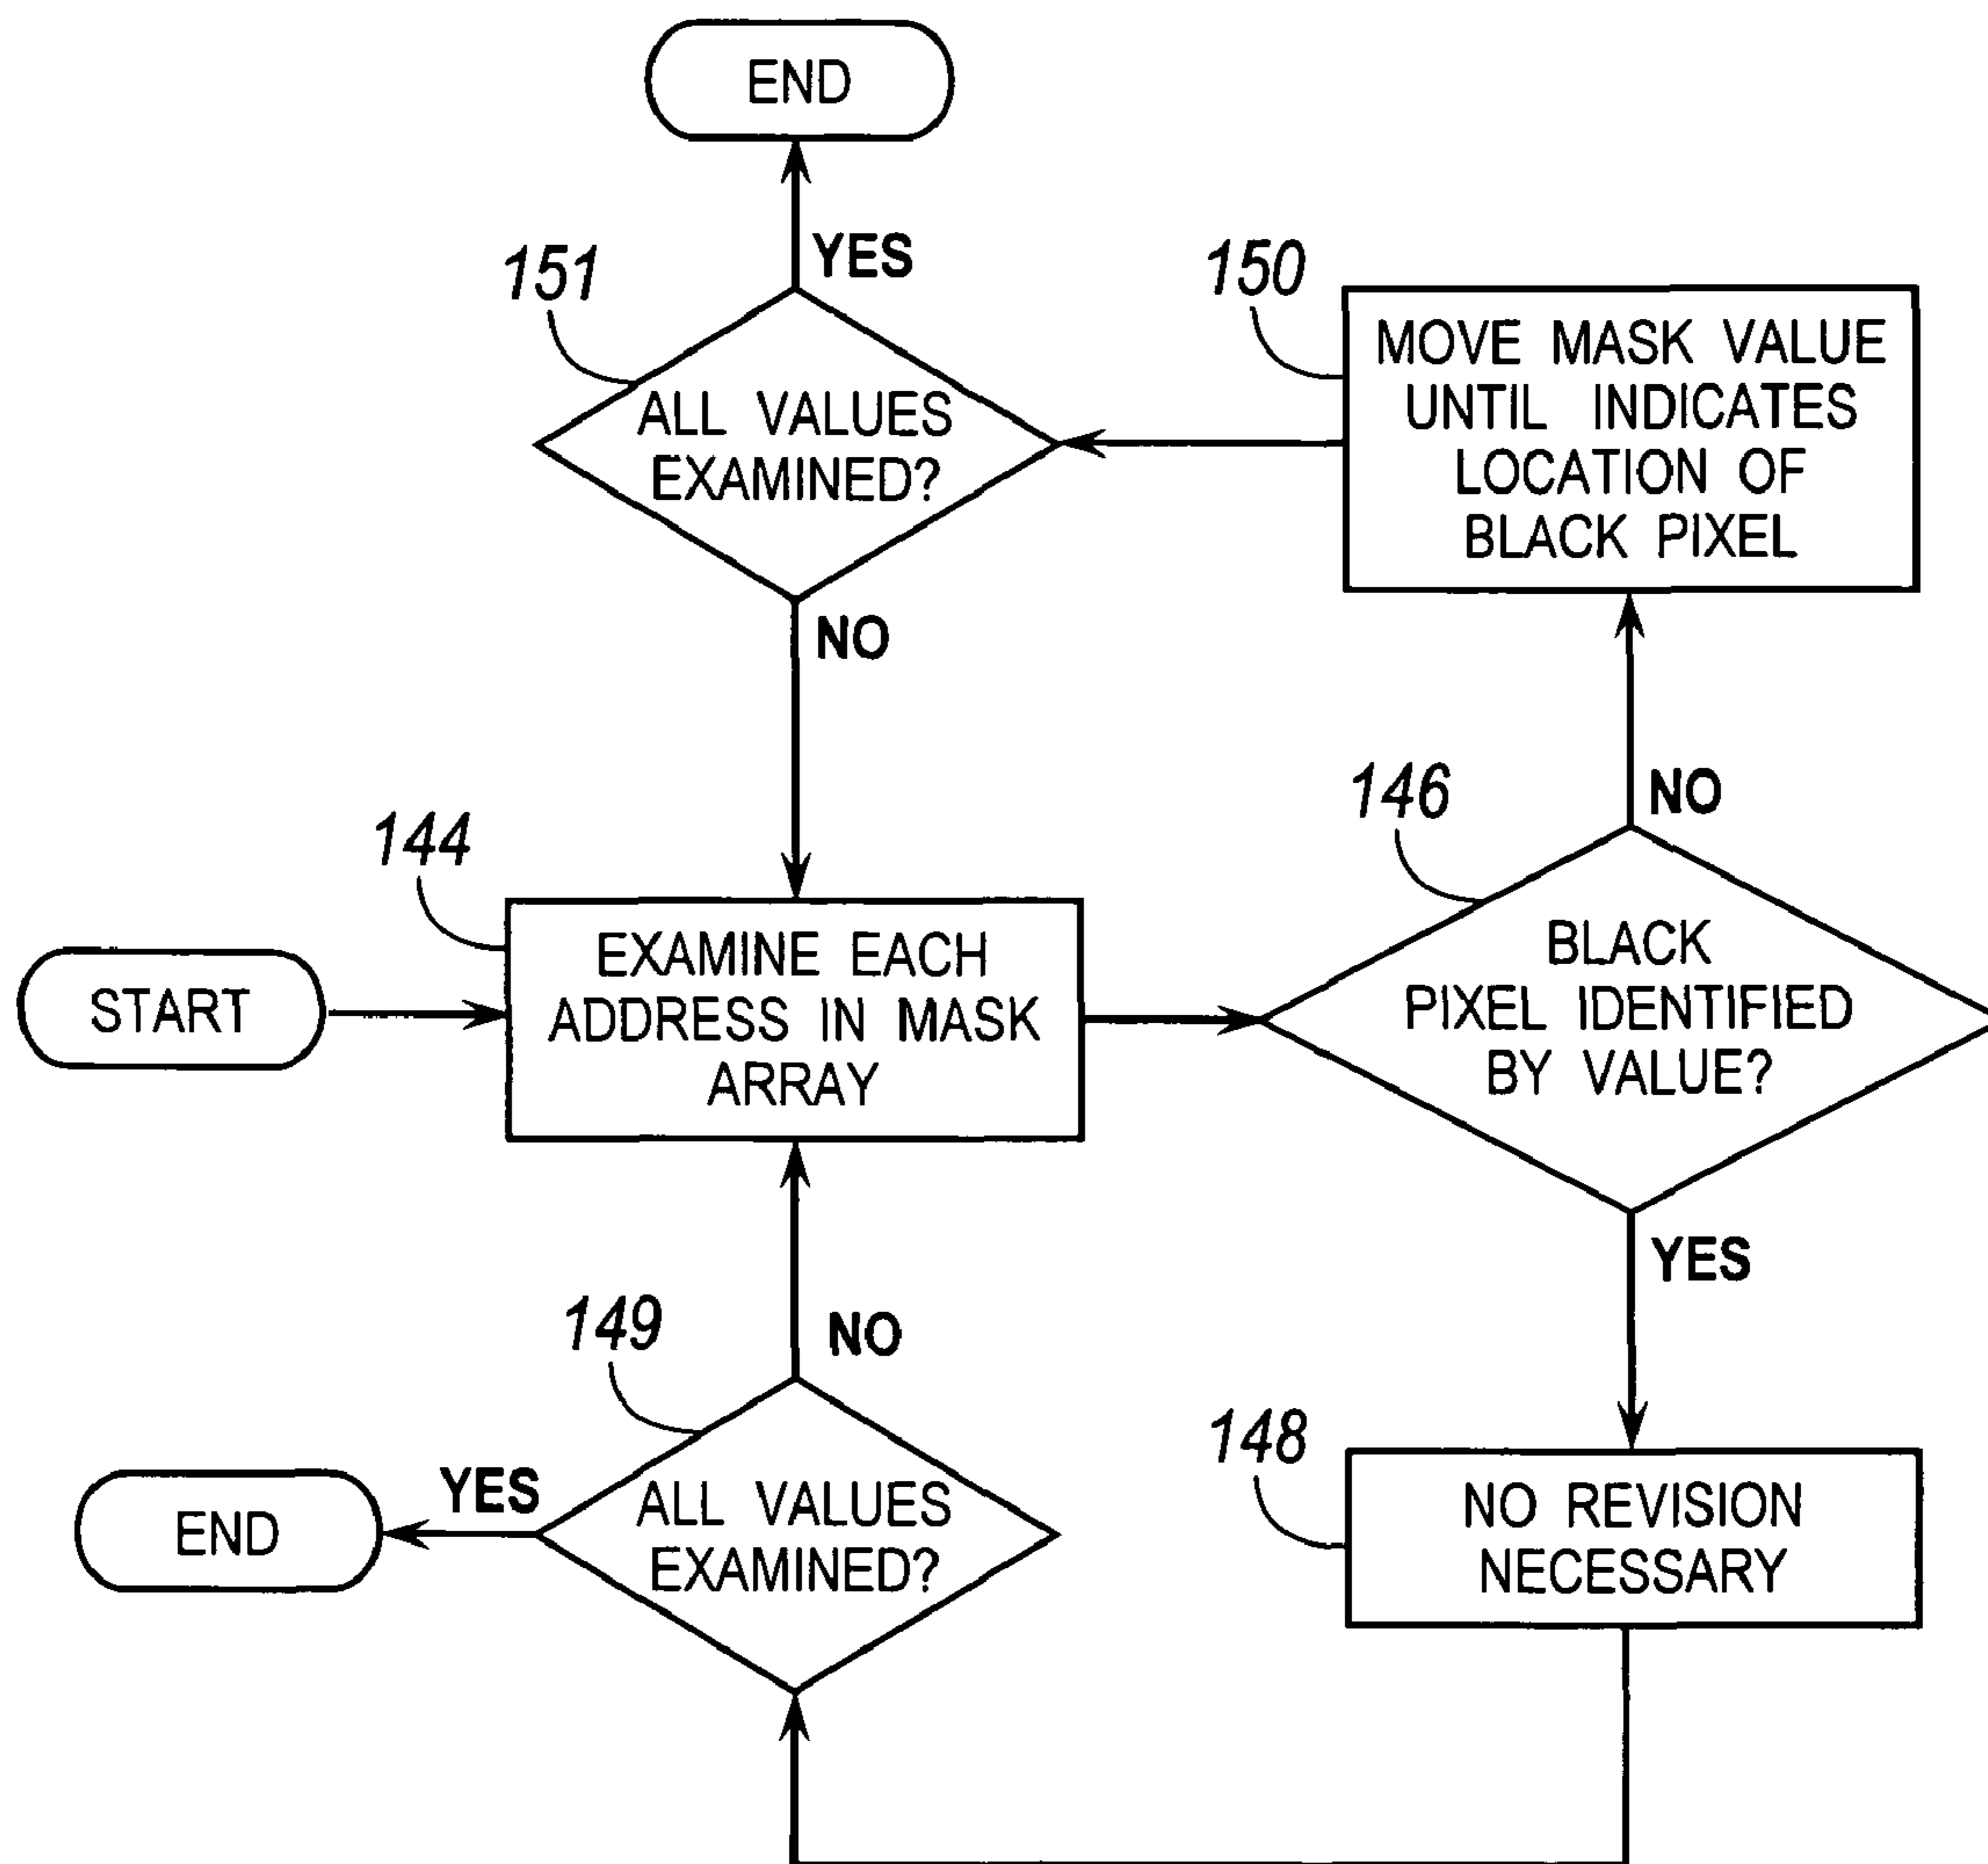 END
YES
151
150
ALL VALUES
EXAMINED?
MOVE MASK VALUE
UNTIL INDICATES
LOCATION OF
BLACK PIXEL
NO
NO
144
146
START
EXAMINE EACH
ADDRESS IN MASK
ARRAY
BLACK
PIXEL IDENTIFIED
BY VALUE?
YES
NO
149
148
END
YES
ALL VALUES
EXAMINED?
NO REVISION
NECESSARY